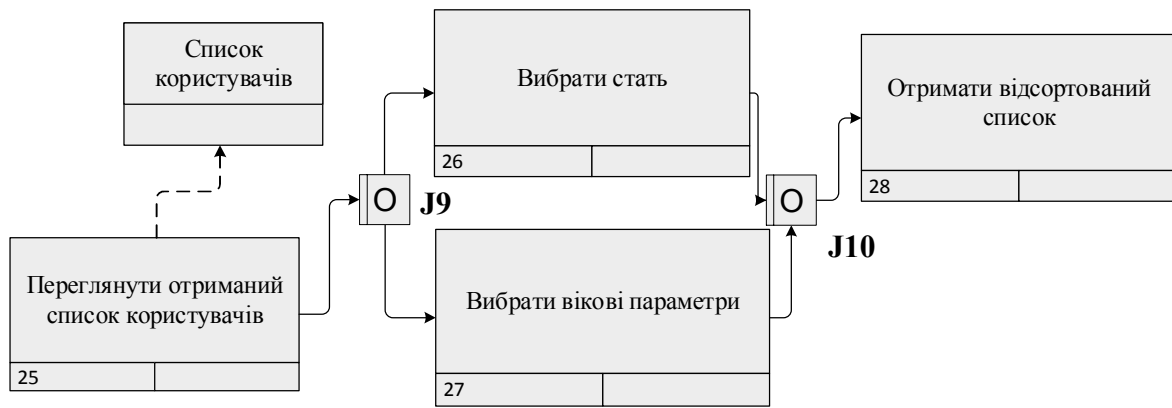 Список
користувачів
Переглянути отриманий
список користувачів
25
O
J9
Вибрати стать
26
Вибрати вікові параметри
27
O
J10
Отримати відсортований
список
28